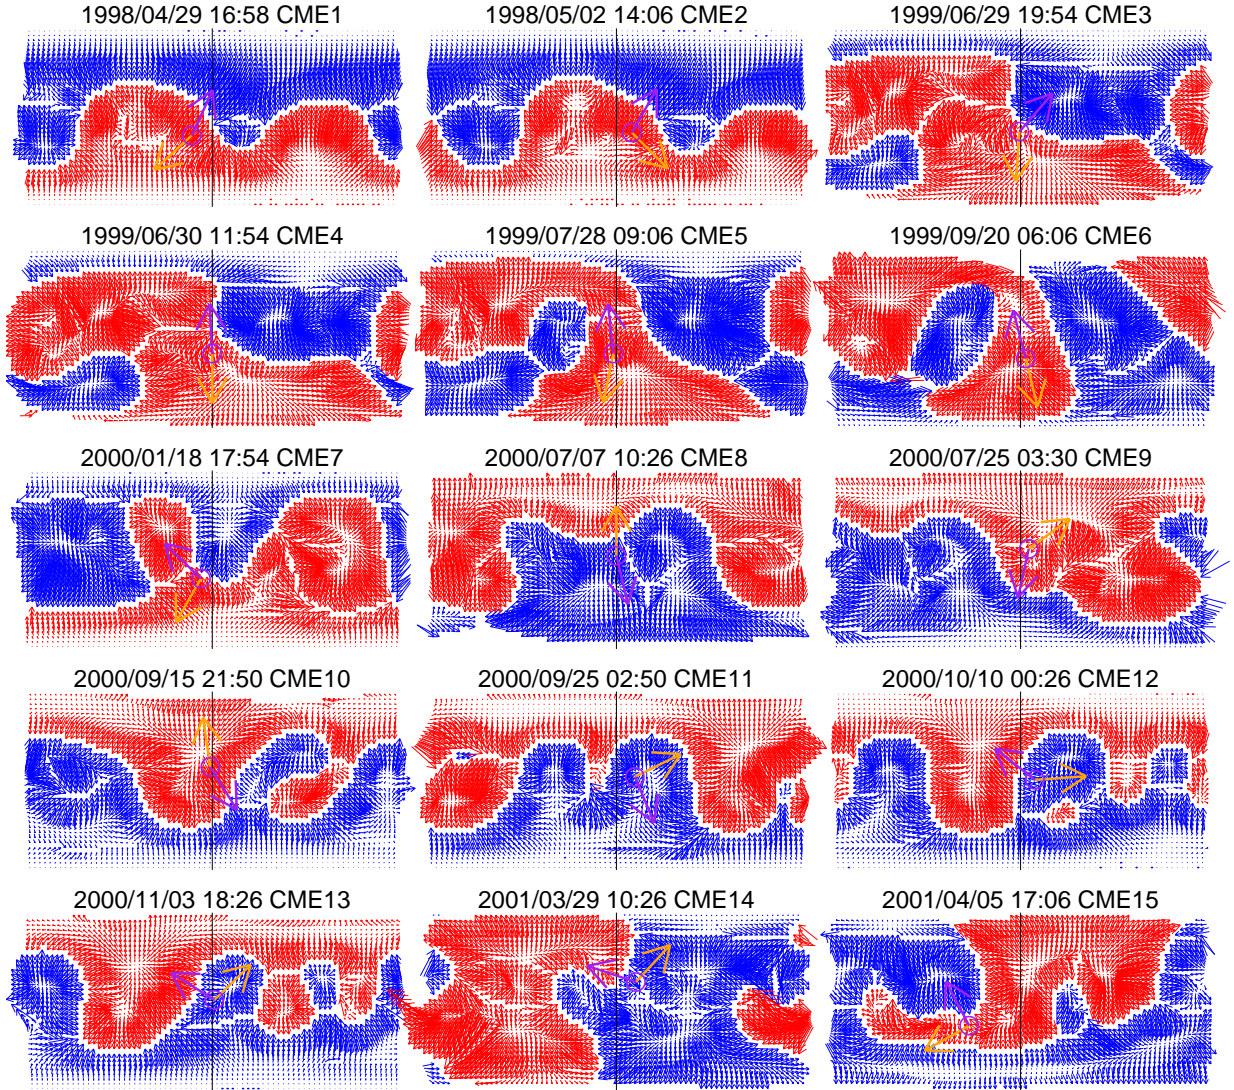 1998/04/29 16:58 CME1
1998/05/02 14:06 CME2
1999/06/29 19:54 CME3
1999/06/30 11:54 CME4
1999/07/28 09:06 CME5
1999/09/20 06:06 CME6
2000/01/18 17:54 CME7
2000/07/07 10:26 CME8
2000/07/25 03:30 CME9
2000/09/15 21:50 CME10
2000/09/25 02:50 CME11
2000/10/10 00:26 CME12
2000/11/03 18:26 CME13
2001/03/29 10:26 CME14
2001/04/05 17:06 CME15